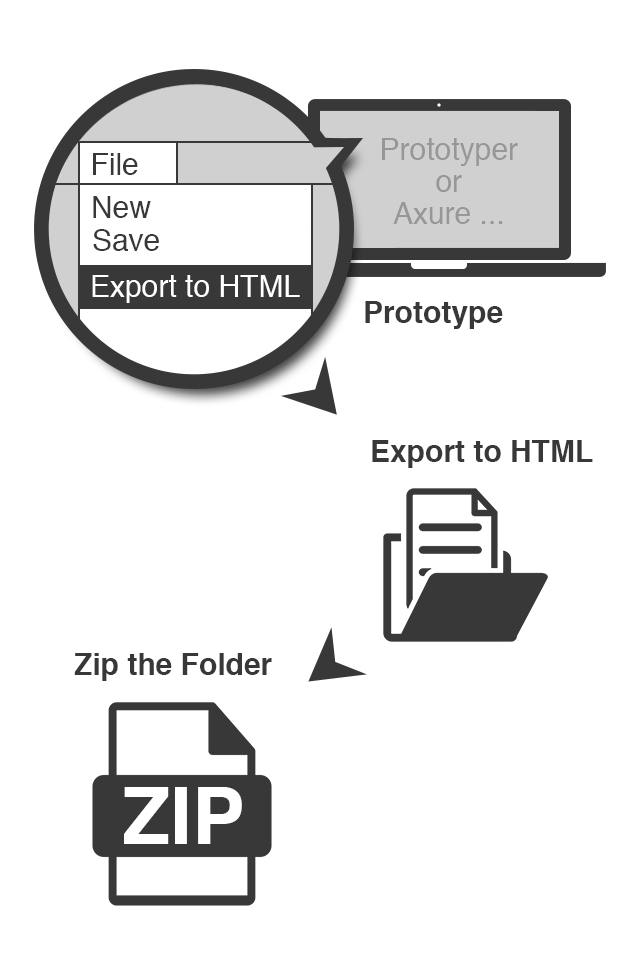 File
New
Save
Export to HTML
Prototyper
or
Axure ...
Prototype
Export to HTML
Zip the Folder
ZIP